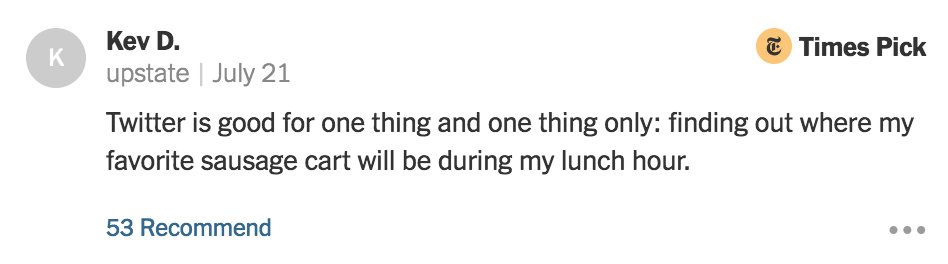 K
Kev D.
upstate | July 21
T Times Pick
Twitter is good for one thing and one thing only: finding out where my
favorite sausage cart will be during my lunch hour.
53 Recommend